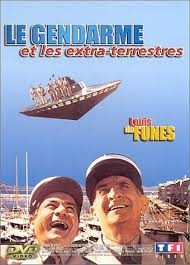 LE GENDARME
et les extra-terrestres
Louis
de FUNES
DVD
VIDEO
TF1
VIDEO